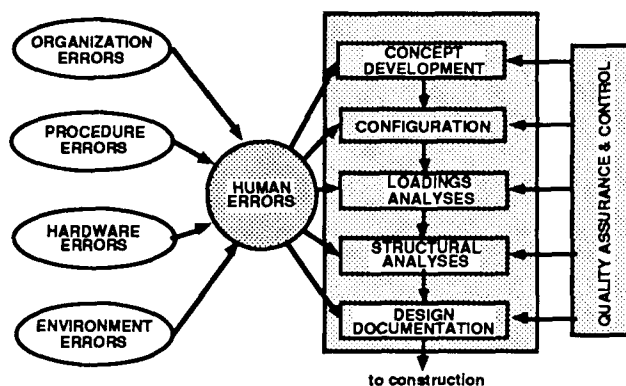 ORGANIZATION
ERRORS
PROCEDURE
ERRORS
HARDWARE
ERRORS
ENVIRONMENT
ERRORS
HUMAN
ERRORS
CONCEPT
DEVELOPMENT
CONFIGURATION
LOADINGS
ANALYSES
STRUCTURAL
ANALYSES
DESIGN
DOCUMENTATION
to construction
QUALITY ASSURANCE & CONTROL